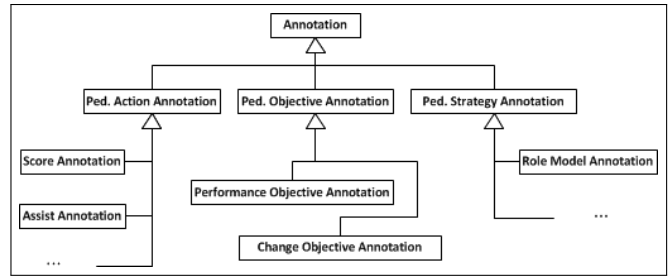 Annotation
Ped. Action Annotation
Ped. Objective Annotation
Ped. Strategy Annotation
Score Annotation
Role Model Annotation
Performance Objective Annotation
Assist Annotation
...
Change Objective Annotation
...